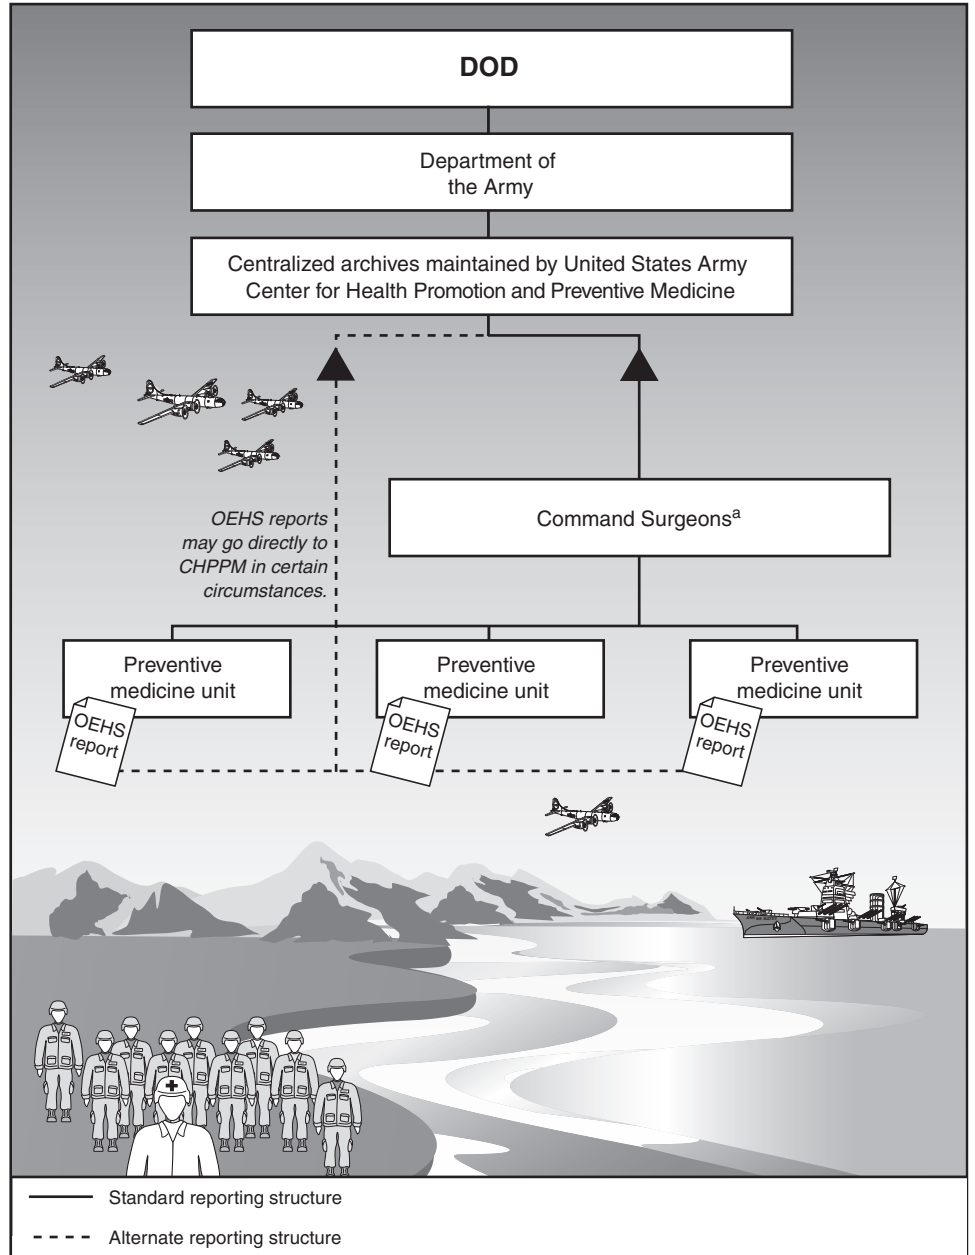 DOD
Department of
the Army
Centralized archives maintained by United States Army
Center for Health Promotion and Preventive Medicine
OEHS reports
may go directly to
CHPPM in certain
circumstances.
Command Surgeonsᵃ
Preventive
medicine unit
OEHS
report
Preventive
medicine unit
OEHS
report
Preventive
medicine unit
OEHS
report
Standard reporting structure
Alternate reporting structure